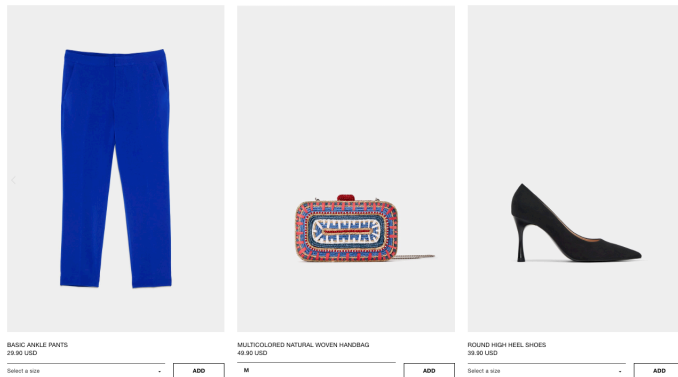 BASIC ANKLE PANTS
29.90 USD
Select a size
ADD
MULTICOLORED NATURAL WOVEN HANDBAG
49.90 USD
M
ADD
ROUND HIGH HEEL SHOES
39.90 USD
Select a size
ADD